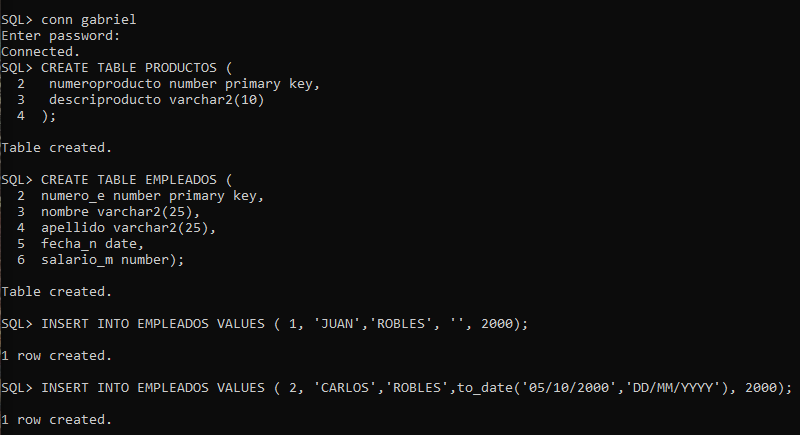 SQL> conn gabriel
Enter password:
Connected.
SQL> CREATE TABLE PRODUCTOS (
  2   numeroproducto number primary key,
  3   descriproducto varchar2(10)
  4  );
Table created.
SQL> CREATE TABLE EMPLEADOS (
  2  numero_e number primary key,
  3  nombre varchar2(25),
  4  apellido varchar2(25),
  5  fecha_n date,
  6  salario_m number);
Table created.
SQL> INSERT INTO EMPLEADOS VALUES ( 1, 'JUAN','ROBLES', '', 2000);
1 row created.
SQL> INSERT INTO EMPLEADOS VALUES ( 2, 'CARLOS','ROBLES',to_date('05/10/2000','DD/MM/YYYY'), 2000);
1 row created.